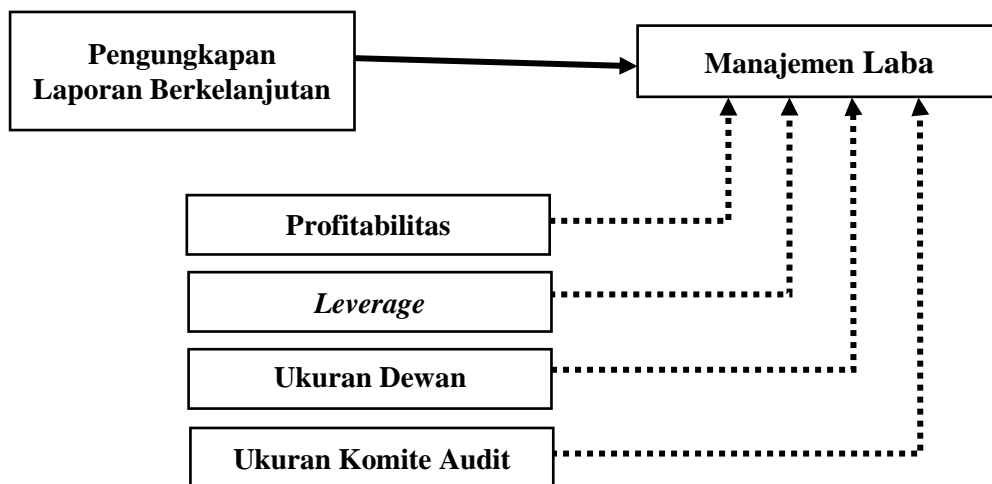 Pengungkapan
Laporan Berkelanjutan
Manajemen Laba
Profitabilitas
Leverage
Ukuran Dewan
Ukuran Komite Audit